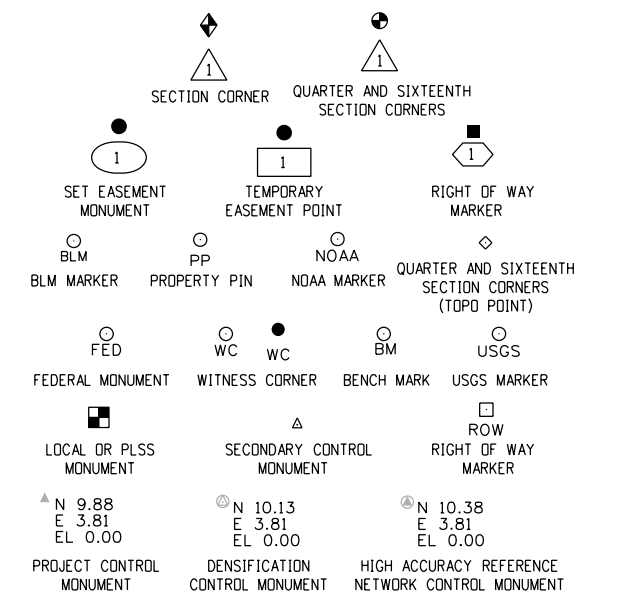 1 1
SECTION CORNER QUARTER AND SIXTEENTH
SECTION CORNERS
1 1 1
SET EASEMENT TEMPORARY RIGHT OF WAY
MONUMENT EASEMENT POINT MARKER
BLM PP NOAA
BLM MARKER PROPERTY PIN NOAA MARKER QUARTER AND SIXTEENTH
SECTION CORNERS
(TOPO POINT)
FED WC WC BM USGS
FEDERAL MONUMENT WITNESS CORNER BENCH MARK USGS MARKER
ROW
LOCAL OR PLSS SECONDARY CONTROL RIGHT OF WAY
MONUMENT MONUMENT MARKER
N 9.88 N 10.13 N 10.38
E 3.81 E 3.81 E 3.81
EL 0.00 EL 0.00 EL 0.00
PROJECT CONTROL DENSIFICATION HIGH ACCURACY REFERENCE
MONUMENT CONTROL MONUMENT NETWORK CONTROL MONUMENT